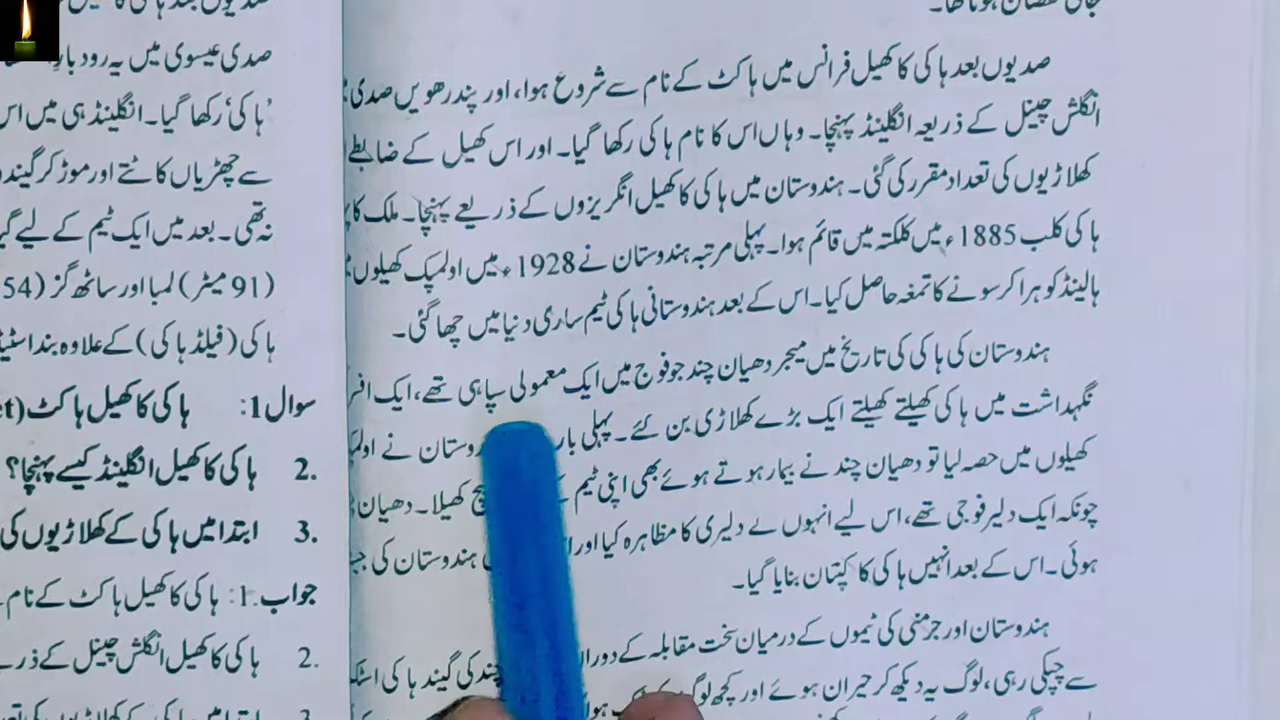 صدیوں بعد ہاکی کا کھیل فرانس میں ہاکٹ کے نام سے شروع ہوا، اور پندرھویں صدی
انگلش چینل کے ذریعہ انگلینڈ پہنچا۔ وہاں اس کا نام ہاکی رکھا گیا۔ اور اس کھیل کے ضابطے
کھلاڑیوں کی تعداد مقرر کی گئی۔ ہندوستان میں ہاکی کا کھیل انگریزوں کے ذریعے پہنچا۔ ملک کا
ہاکی کلب 1885ء میں کلکتہ میں قائم ہوا۔ پہلی مرتبہ ہندوستان نے 1928ء میں اولمپک کھیلوں
ہالینڈ کو ہرا کر سونے کا تمغہ حاصل کیا۔ اس کے بعد ہندوستانی ہاکی ٹیم ساری دنیا میں چھا گئی۔
ہندوستان کی ہاکی کی تاریخ میں میجر دھیان چند جو فوج میں ایک معمولی سپاہی تھے، ایک
نگہداشت میں ہاکی کھیلتے کھیلتے ایک بڑے کھلاڑی بن گئے۔ پہلی بار نے
کھیلوں میں حصہ لیا تو دھیان چند نے بیمار ہوتے ہوئے بھی اپنی ٹیم کھیلا۔ دھیان
چونکہ ایک دلیر فوجی تھے، اس لیے انہوں نے دلیری کا مظاہرہ کیا اور ہندوستان کی
ہوئی۔ اس کے بعد انہیں ہاکی کا کپتان بنایا گیا۔
ہندوستان اور جرمنی کی ٹیموں کے درمیان سخت مقابلہ کے چند کی گیند ہاکی
سے چپکی رہی، لوگ یہ دیکھ کر حیران ہوئے اور کچھ
صدی عیسوی میں یہ رودبار
'ہاکی' رکھا گیا۔ انگلینڈ ہی میں
سے چھڑیاں کاٹتے اور موڑ کر گیند
نہ تھی۔ بعد میں ایک ٹیم کے لیے
(91 میٹر) لمبا اور ساٹھ گز (54
ہاکی (فیلڈ ہاکی) کے علاوہ بند
سوال 1: ہاکی کا کھیل ہاکٹ
2. ہاکی کا کھیل انگلینڈ کیسے پہنچا؟
3. ابتدا میں ہاکی کے کھلاڑیوں کی
جواب 1: ہاکی کا کھیل ہاکٹ کے نام
2. ہاکی کا کھیل انگلش چینل کے